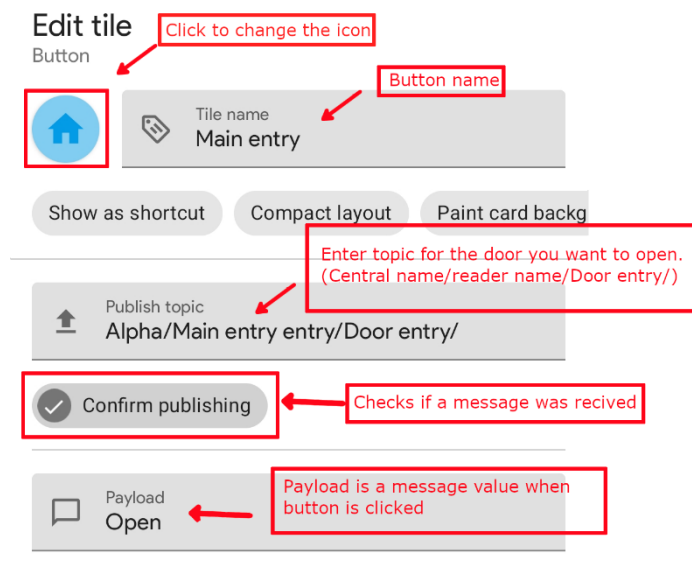 Edit tile
Click to change the icon
Button
Button name
Tile name
Main entry
Show as shortcut
Compact layout
Paint card backg
Enter topic for the door you want to open.
(Central name/reader name/Door entry/)
Publish topic
Alpha/Main entry entry/Door entry/
Confirm publishing
Checks if a message was recived
Payload is a message value when
button is clicked
Payload
Open